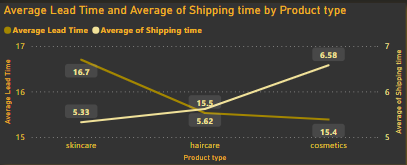 Average Lead Time and Average of Shipping time by Product type
Average Lead Time Average of Shipping time
17 7
16.7 6.58
16 6
15.5
5.33 5.62
15.4
15 5
skincare haircare cosmetics
Product type
Average Lead Time
Average of Shipping time